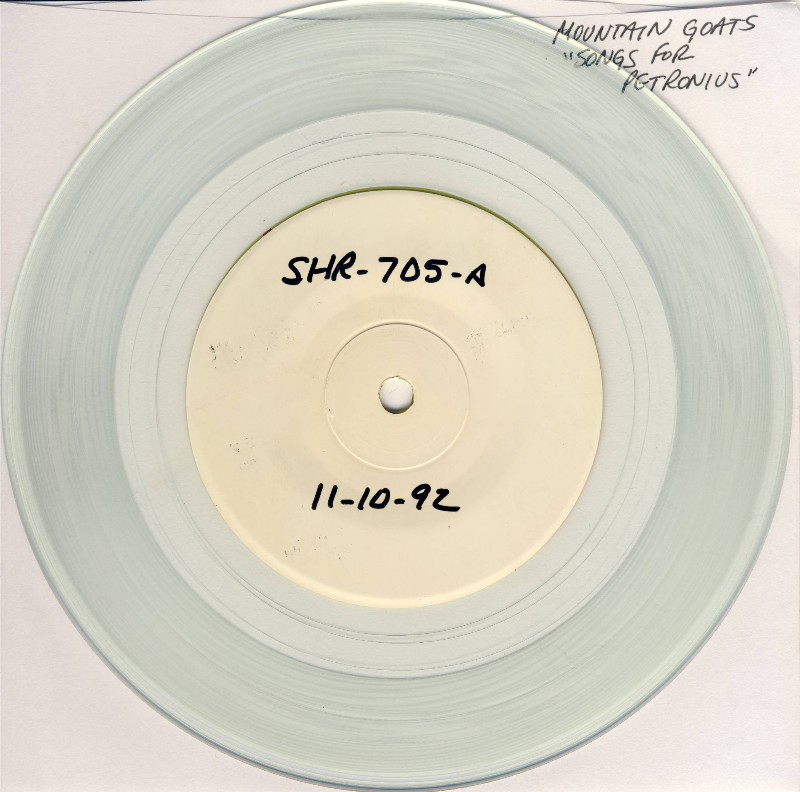 MOUNTAIN GOATS
"SONGS FOR
PETRONIUS"
SHR-705-A
11-10-92